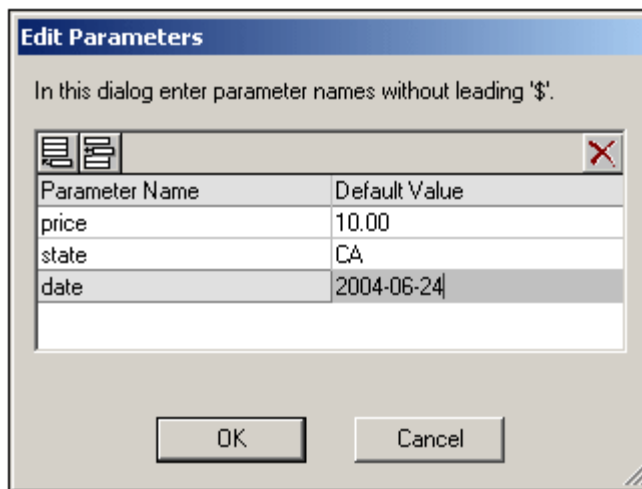 Edit Parameters
In this dialog enter parameter names without leading '$'.
Parameter Name Default Value
price 10.00
state CA
date 2004-06-24
OK Cancel